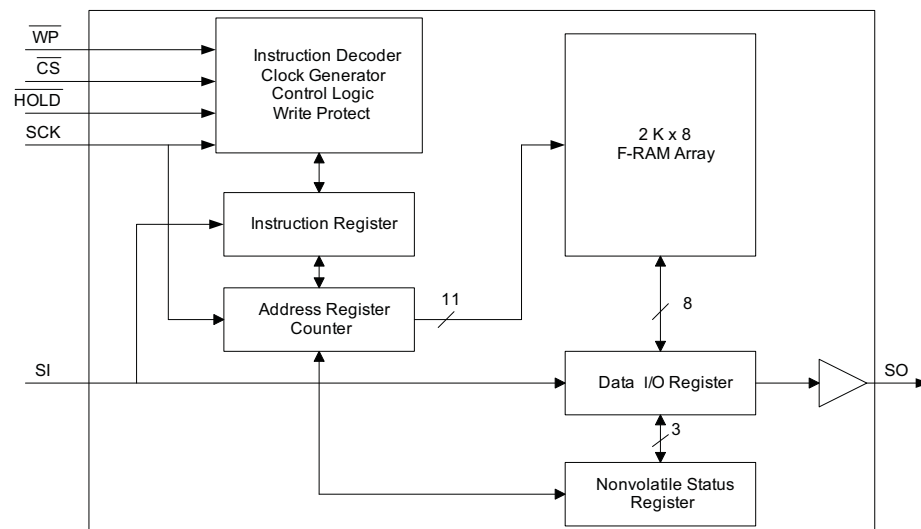 WP
CS
HOLD
SCK
Instruction Decoder
Clock Generator
Control Logic
Write Protect
2 K x 8
F-RAM Array
Instruction Register
Address Register
Counter
11
8
SI
Data I/O Register
SO
3
Nonvolatile Status
Register